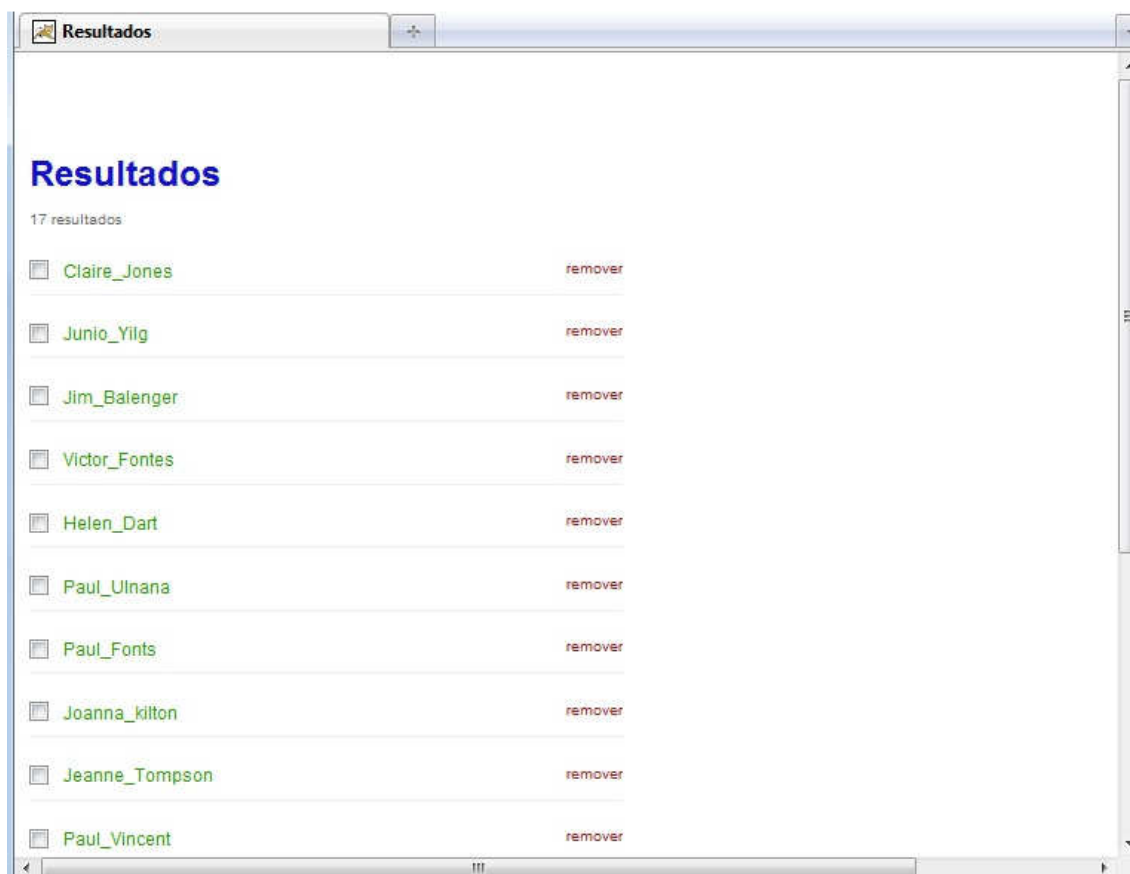 Resultados
Resultados
17 resultados
Claire_Jones remover
Junio_Yilg remover
Jim_Balenger remover
Victor_Fontes remover
Helen_Dart remover
Paul_Ulnana remover
Paul_Fonts remover
Joanna_kilton remover
Jeanne_Tompson remover
Paul_Vincent remover